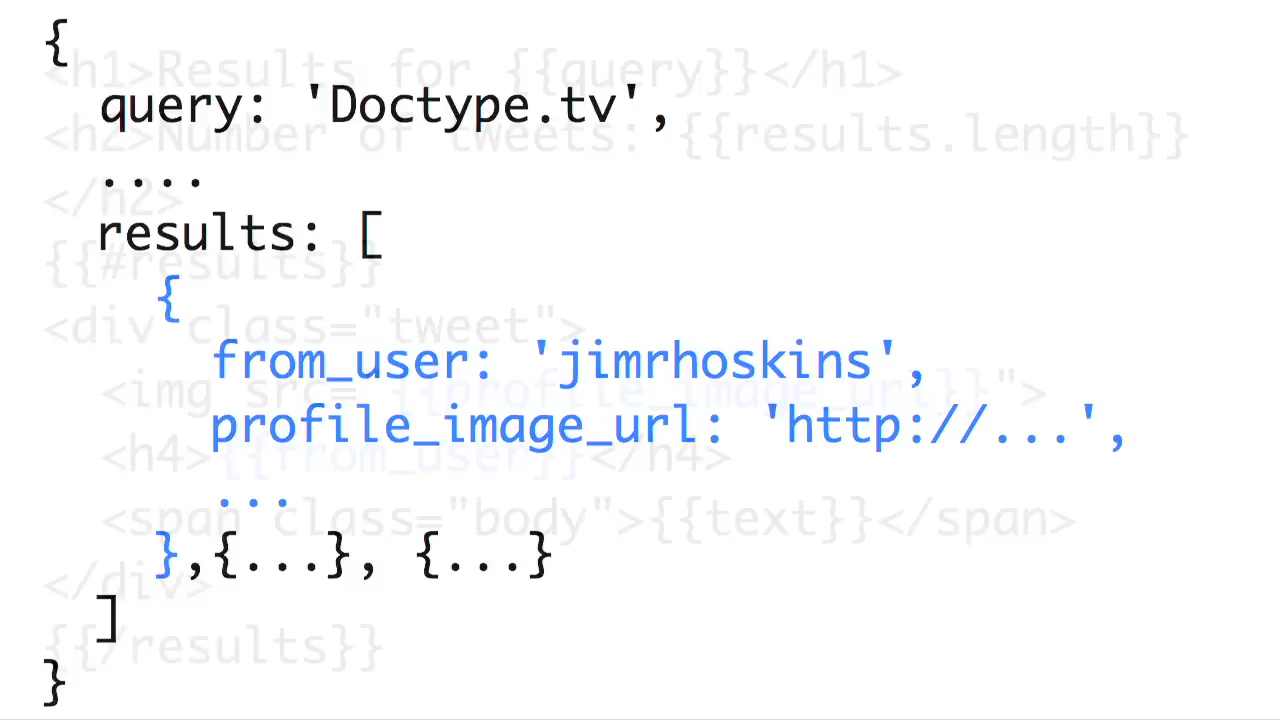 {
<h1>Results for {{query}}</h1>
query: 'Doctype.tv',
<h2>Number of tweets: {{results.length}}
....
</h2>
results: [
{{#results}}
{
<div class="tweet">
from_user: 'jimrhoskins',
<img src="{{profile_image_url}}">
profile_image_url: 'http://...',
<h4>{{from_user}}</h4>
...
<span class="body">{{text}}</span>
},{...}, {...}
</div>
]
{{/results}}
}